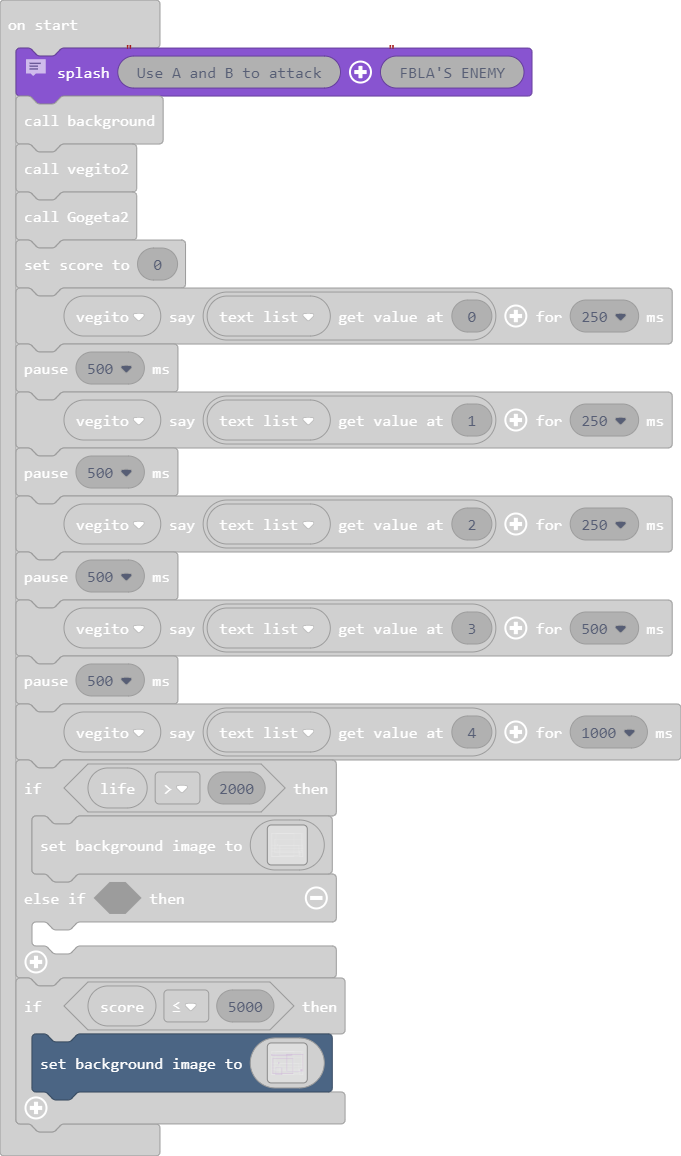 on start
splash " Use A and B to attack " FBLA'S ENEMY
call background
call vegito2
call Gogeta2
set score to 0
vegito say text list get value at 0 for 250 ms
pause 500 ms
vegito say text list get value at 1 for 250 ms
pause 500 ms
vegito say text list get value at 2 for 250 ms
pause 500 ms
vegito say text list get value at 3 for 500 ms
pause 500 ms
vegito say text list get value at 4 for 1000 ms
if life > 2000 then
set background image to
else if then
if score ≤ 5000 then
set background image to